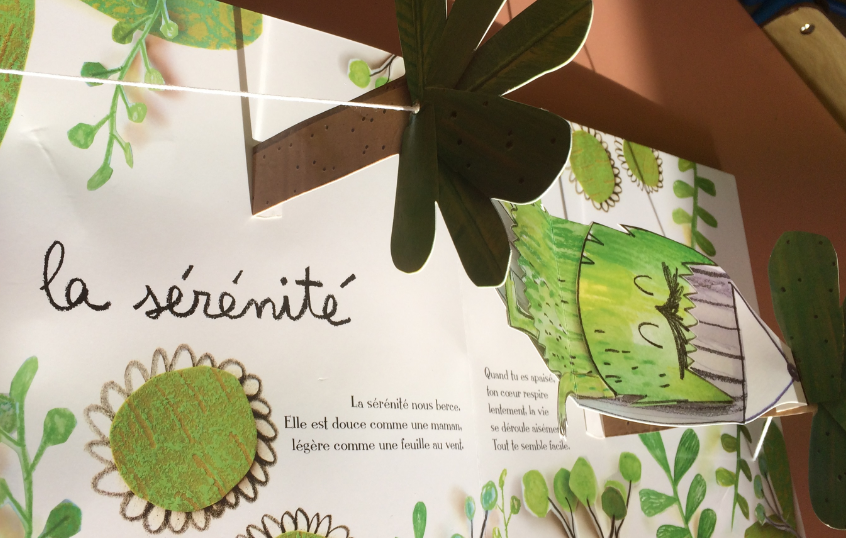 la sérénité
La sérénité nous berce.
Elle est douce comme une maman,
légère comme une feuille au vent.
Quand tu es apaisé,
ton cœur respire
lentement, la vie
se déroule aisément
Tout te semble facile.